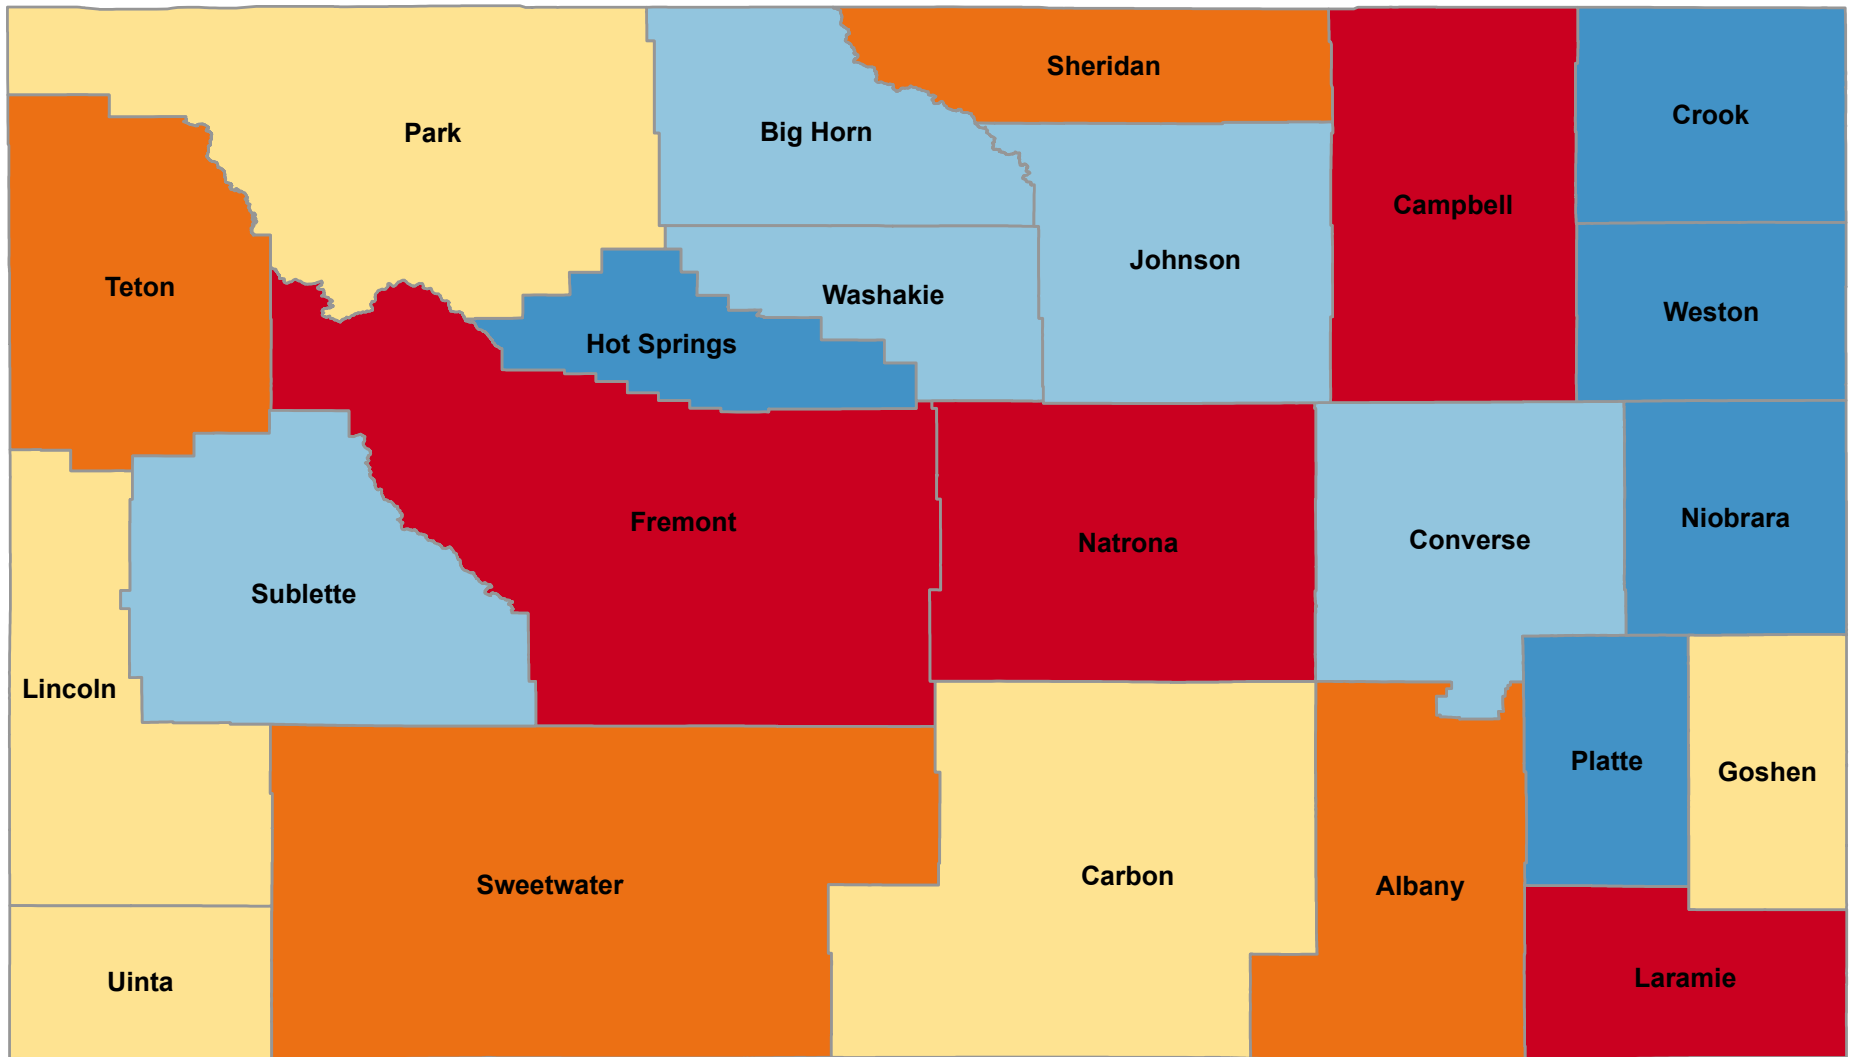 Sheridan
Crook
Park
Big Horn
Campbell
Johnson
Teton
Washakie
Weston
Hot Springs
Fremont
Niobrara
Converse
Natrona
Sublette
Lincoln
Platte
Goshen
Carbon
Sweetwater
Albany
Laramie
Uinta